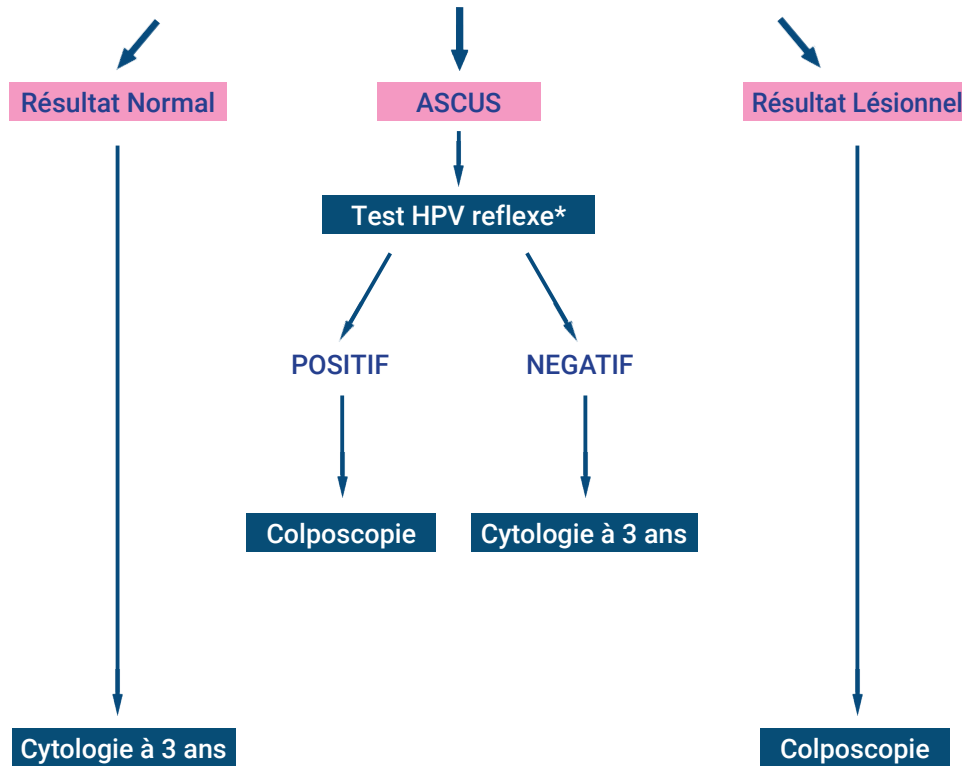 Résultat Normal
ASCUS
Résultat Lésionnel
Test HPV reflexe*
POSITIF
NEGATIF
Colposcopie
Cytologie à 3 ans
Cytologie à 3 ans
Colposcopie